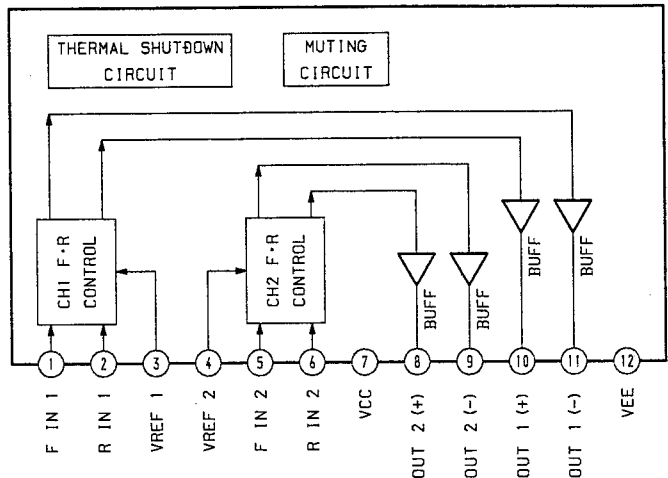 THERMAL SHUTDOWN
CIRCUIT
MUTING
CIRCUIT
CH1 F·R
CONTROL
CH2 F·R
CONTROL
BUFF
BUFF
BUFF
BUFF
1
2
3
4
5
6
7
8
9
10
11
12
F IN 1
R IN 1
VREF 1
VREF 2
F IN 2
R IN 2
VCC
OUT 2 (+)
OUT 2 (-)
OUT 1 (+)
OUT 1 (-)
VEE